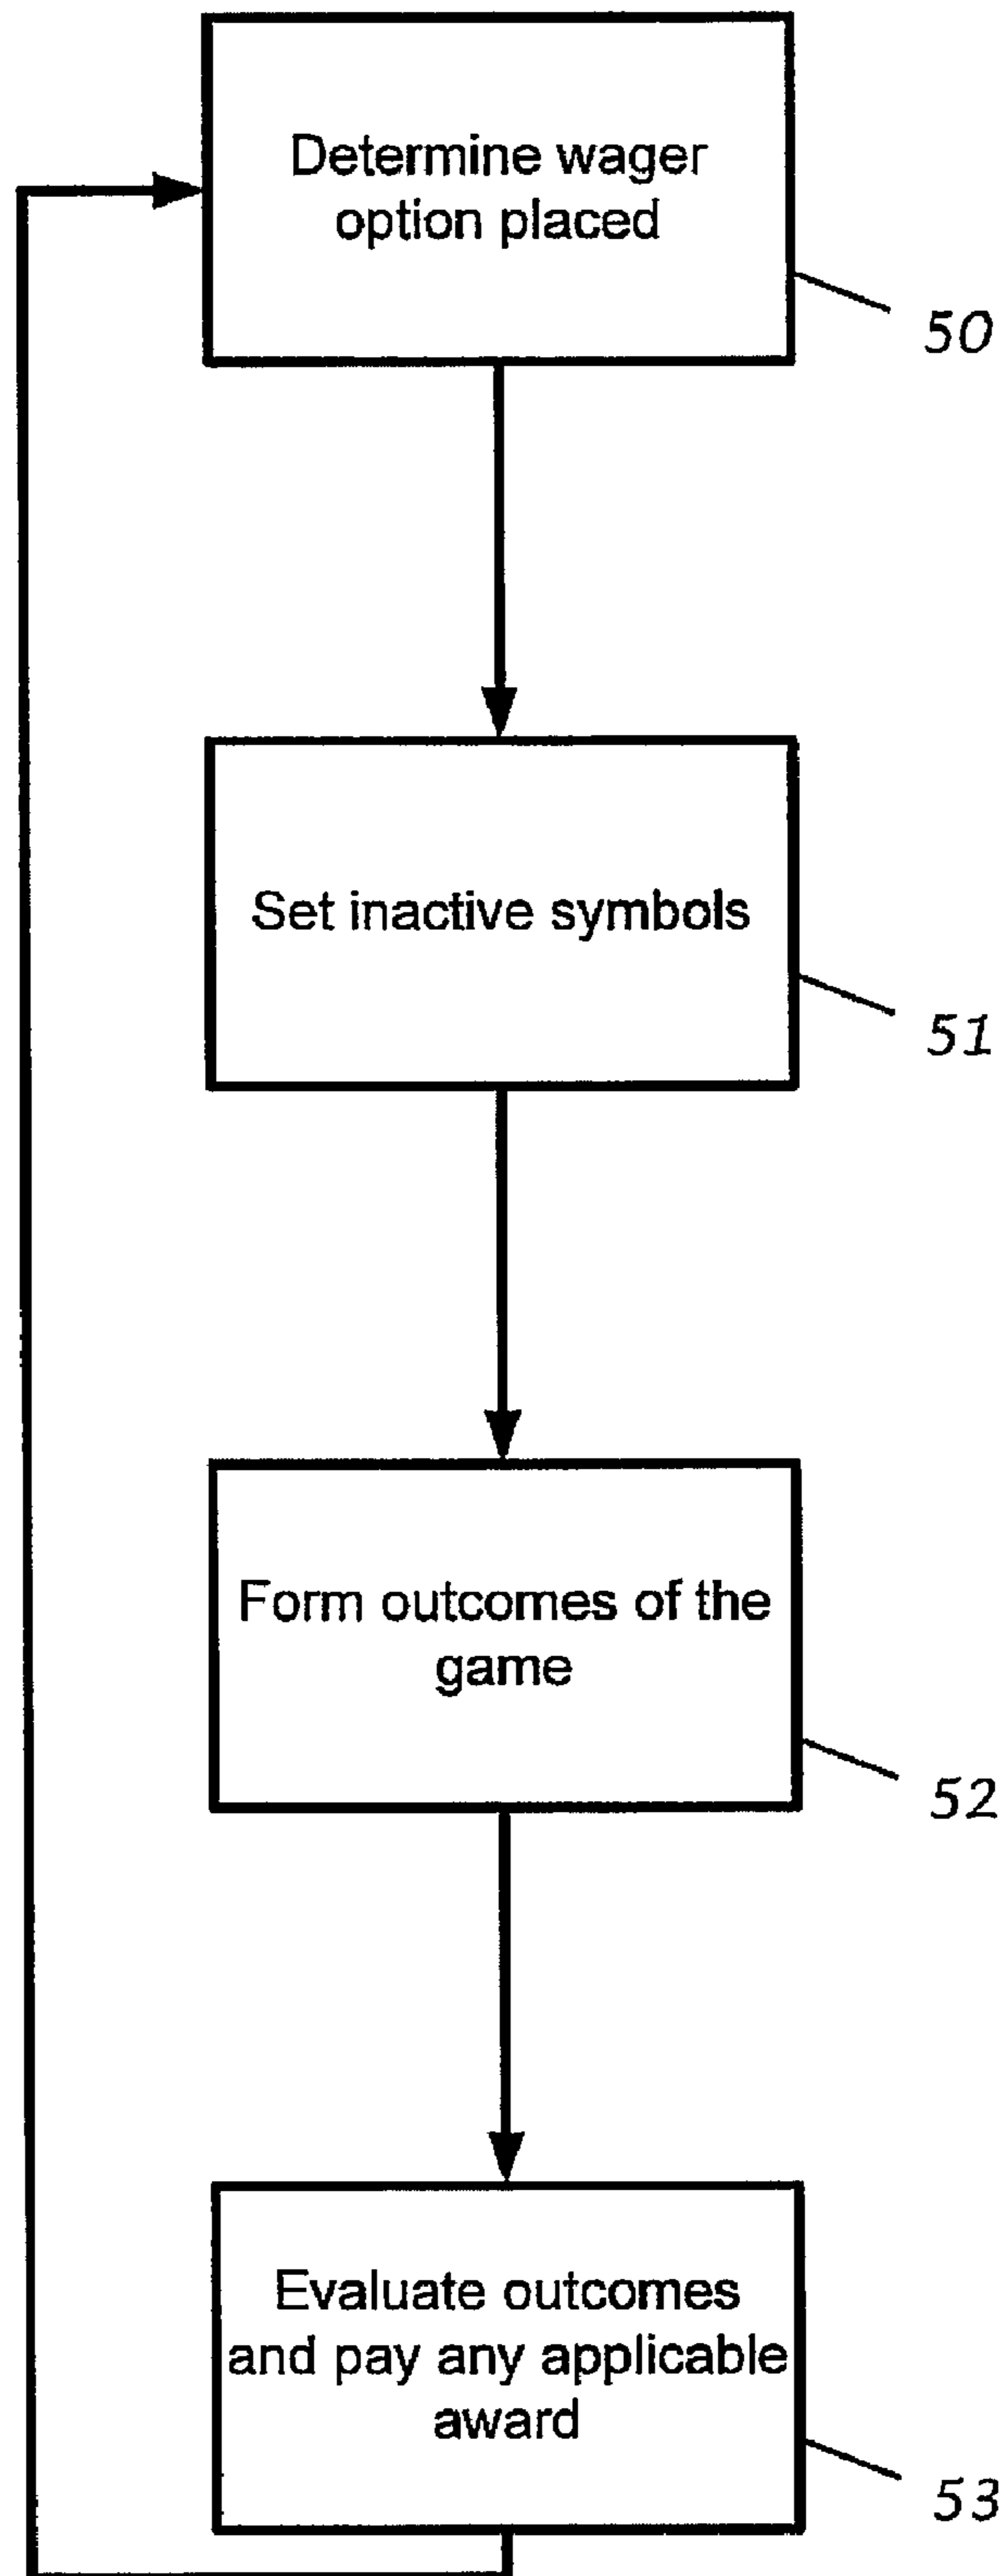 Determine wager
option placed
50
Set inactive symbols
51
Form outcomes of the
game
52
Evaluate outcomes
and pay any applicable
award
53